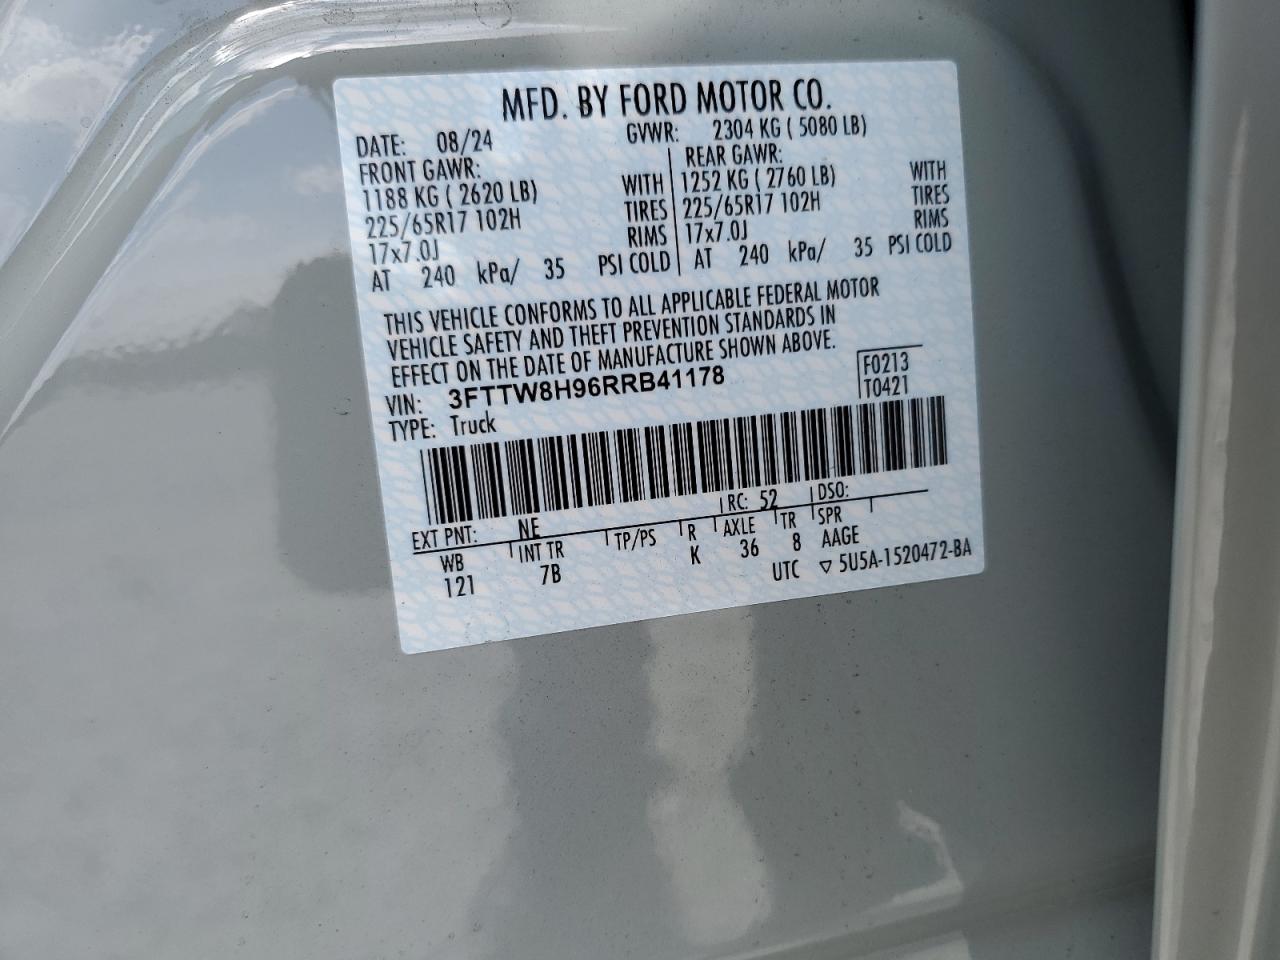 MFD. BY FORD MOTOR CO.
DATE: 08/24 GVWR: 2304 KG ( 5080 LB)
FRONT GAWR: REAR GAWR:
1188 KG ( 2620 LB) WITH 1252 KG ( 2760 LB) WITH
225/65R17 102H TIRES 225/65R17 102H TIRES
17x7.0J RIMS 17x7.0J RIMS
AT 240 kPa/ 35 PSI COLD AT 240 kPa/ 35 PSI COLD
THIS VEHICLE CONFORMS TO ALL APPLICABLE FEDERAL MOTOR
VEHICLE SAFETY AND THEFT PREVENTION STANDARDS IN
EFFECT ON THE DATE OF MANUFACTURE SHOWN ABOVE.
VIN: 3FTTW8H96RRB41178 F0213
TYPE: Truck T0421
EXT PNT: NE RC: 52 DSO:
WB INT TR TP/PS R AXLE TR SPR
121 7B K 36 8 AAGE
UTC ▽ 5U5A-1520472-BA